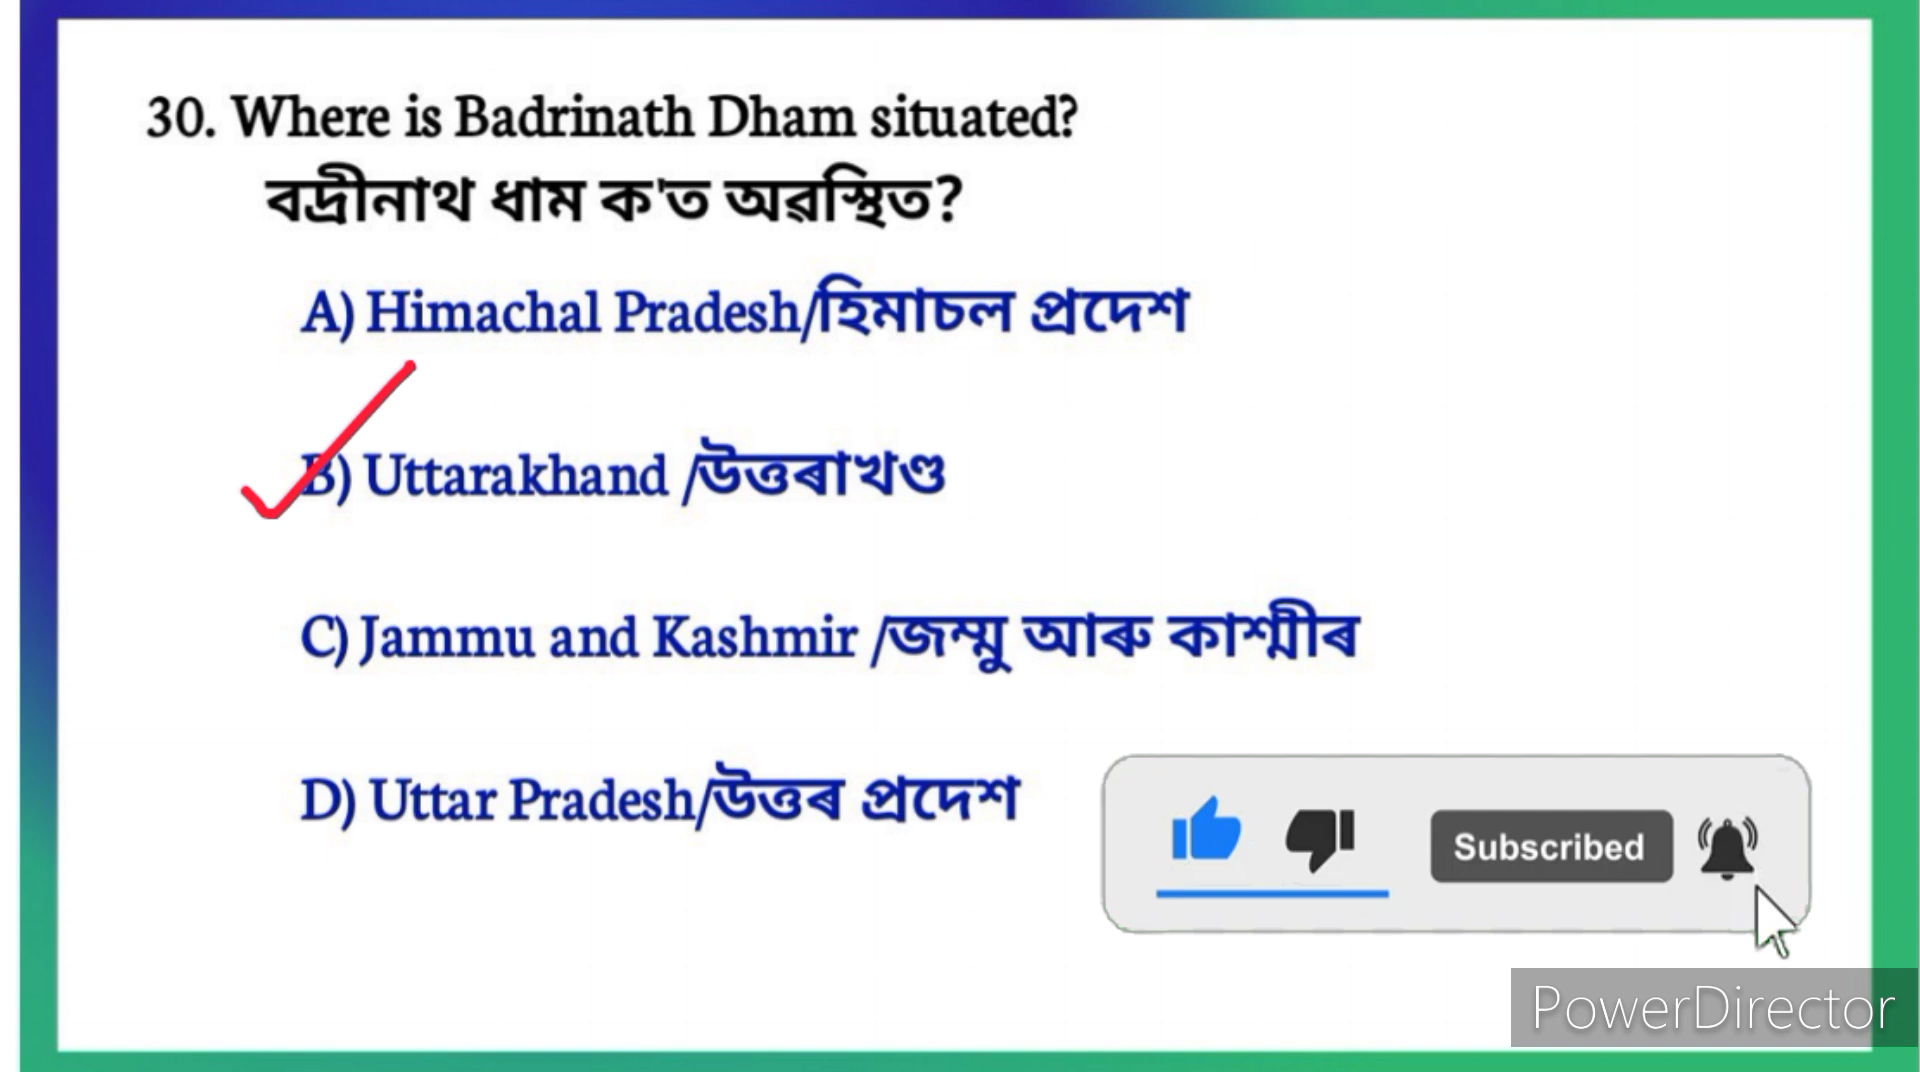 30. Where is Badrinath Dham situated?
বদ্ৰীনাথ ধাম ক'ত অৱস্থিত?
A) Himachal Pradesh/হিমাচল প্ৰদেশ
B) Uttarakhand /উত্তৰাখণ্ড
C) Jammu and Kashmir /জম্মু আৰু কাশ্মীৰ
D) Uttar Pradesh/উত্তৰ প্ৰদেশ
Subscribed
PowerDirector